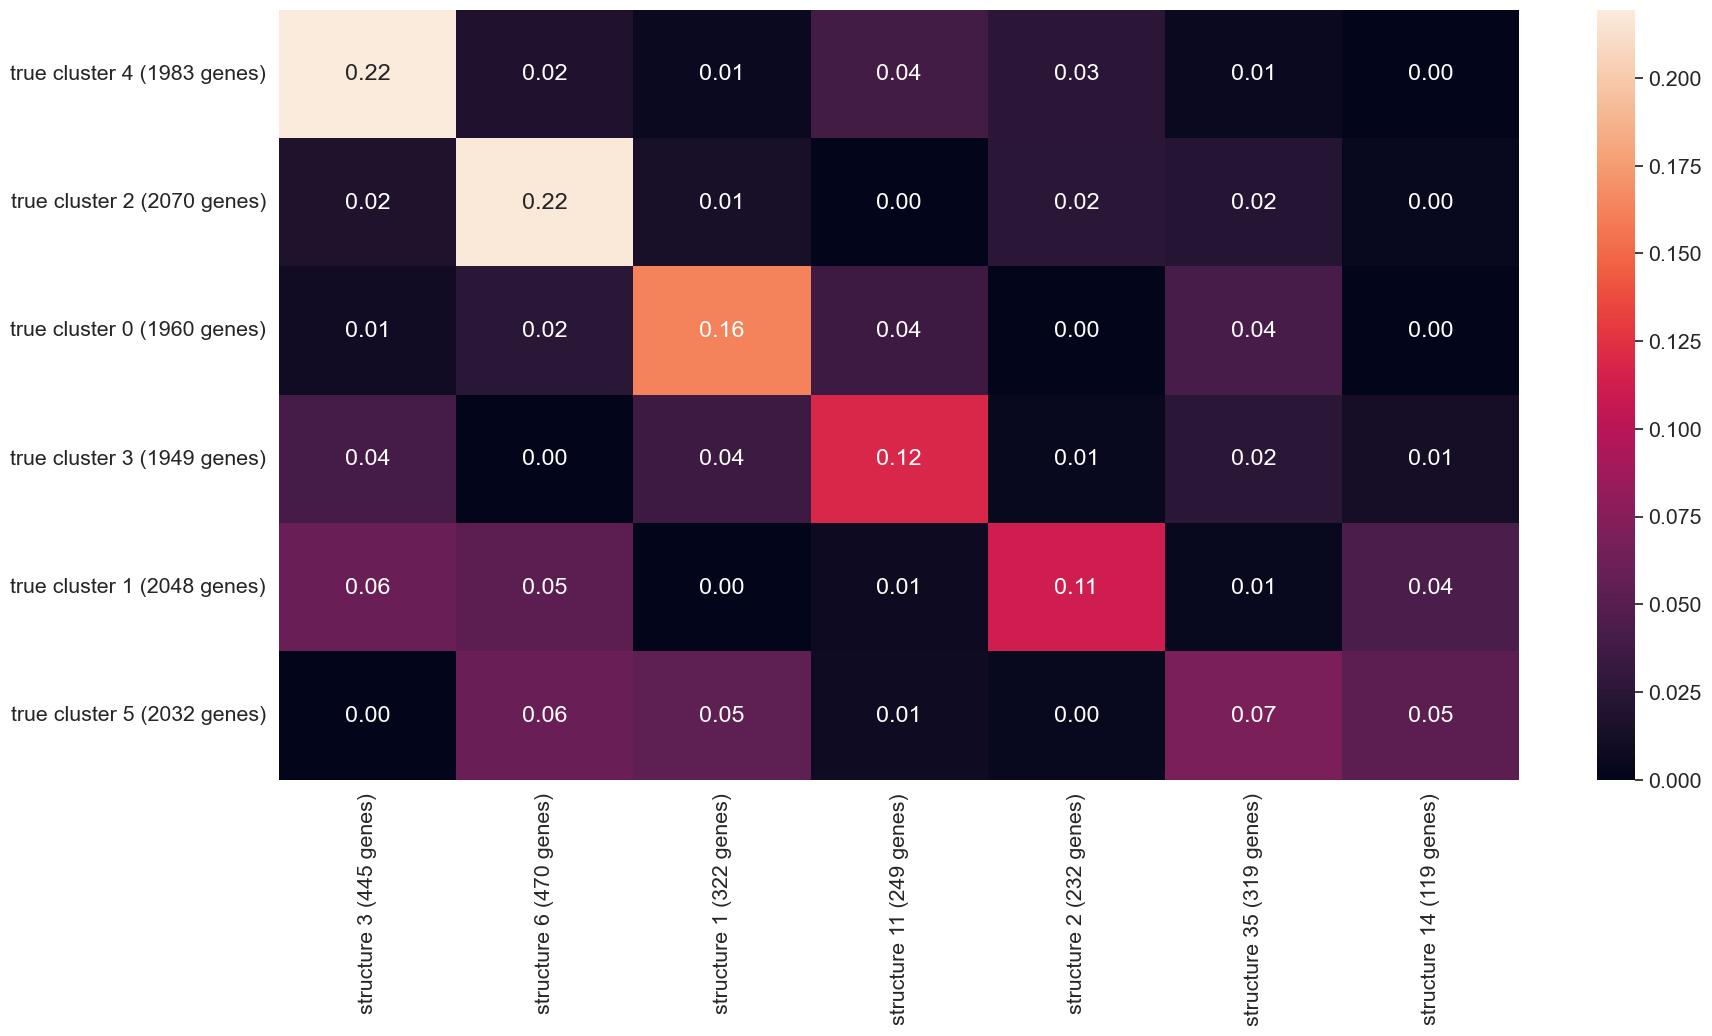 true cluster 4 (1983 genes) 0.22 0.02 0.01 0.04 0.03 0.01 0.00
true cluster 2 (2070 genes) 0.02 0.22 0.01 0.00 0.02 0.02 0.00
true cluster 0 (1960 genes) 0.01 0.02 0.16 0.04 0.00 0.04 0.00
true cluster 3 (1949 genes) 0.04 0.00 0.04 0.12 0.01 0.02 0.01
true cluster 1 (2048 genes) 0.06 0.05 0.00 0.01 0.11 0.01 0.04
true cluster 5 (2032 genes) 0.00 0.06 0.05 0.01 0.00 0.07 0.05
structure 3 (445 genes)
structure 6 (470 genes)
structure 1 (322 genes)
structure 11 (249 genes)
structure 2 (232 genes)
structure 35 (319 genes)
structure 14 (119 genes)
0.200
0.175
0.150
0.125
0.100
0.075
0.050
0.025
0.000